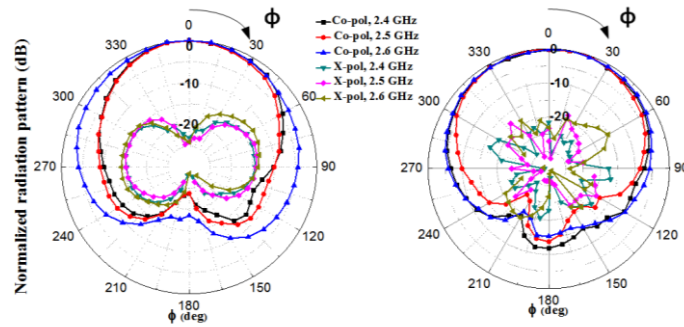 Normalized radiation pattern (dB)
ϕ
0
330
30
0
300
60
-10
-20
270
90
240
120
210
150
180
ϕ (deg)
Co-pol, 2.4 GHz
Co-pol, 2.5 GHz
Co-pol, 2.6 GHz
X-pol, 2.4 GHz
X-pol, 2.5 GHz
X-pol, 2.6 GHz
ϕ
0
330
30
0
300
60
-10
-20
270
90
240
120
210
150
180
ϕ (deg)